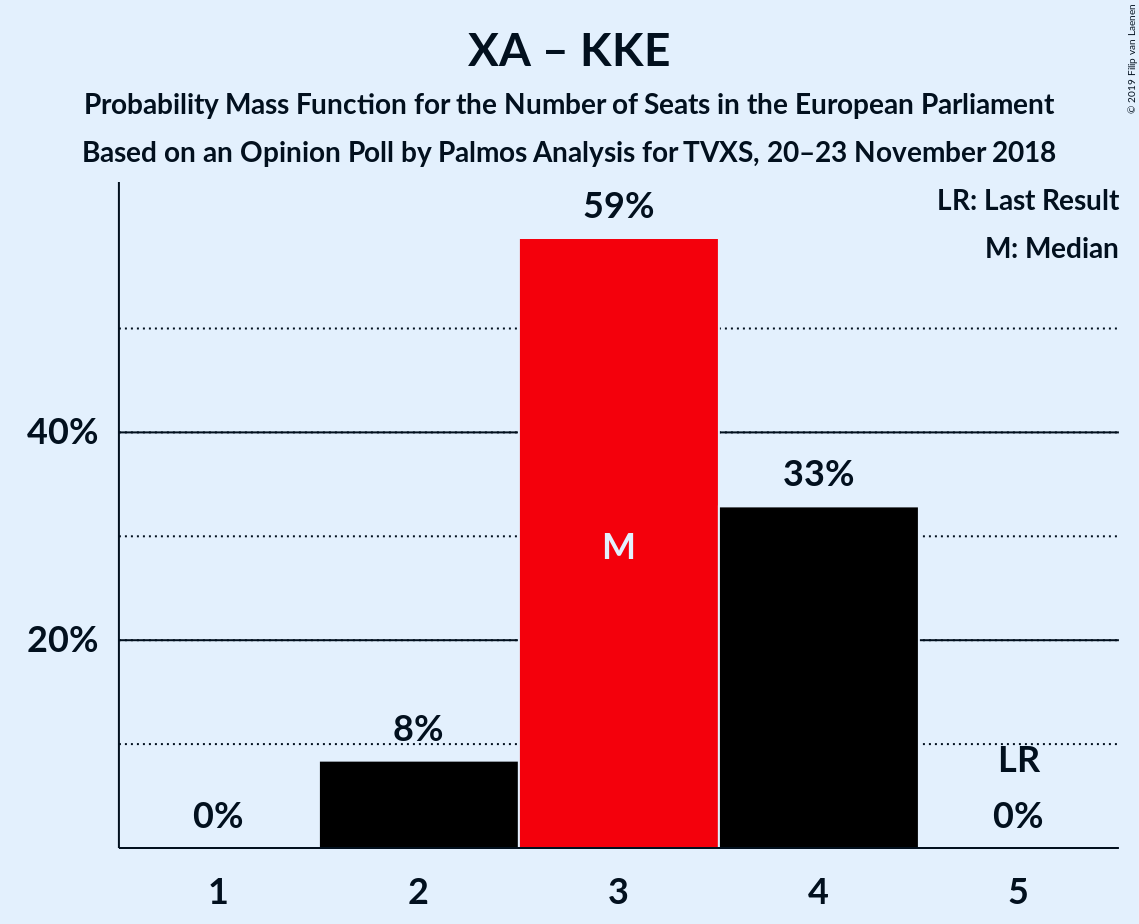 XA – KKE
Probability Mass Function for the Number of Seats in the European Parliament
Based on an Opinion Poll by Palmos Analysis for TVXS, 20–23 November 2018
© 2019 Filip van Laenen
LR: Last Result
M: Median
59%
40%
33%
M
20%
8%
LR
0%
0%
1 2 3 4 5